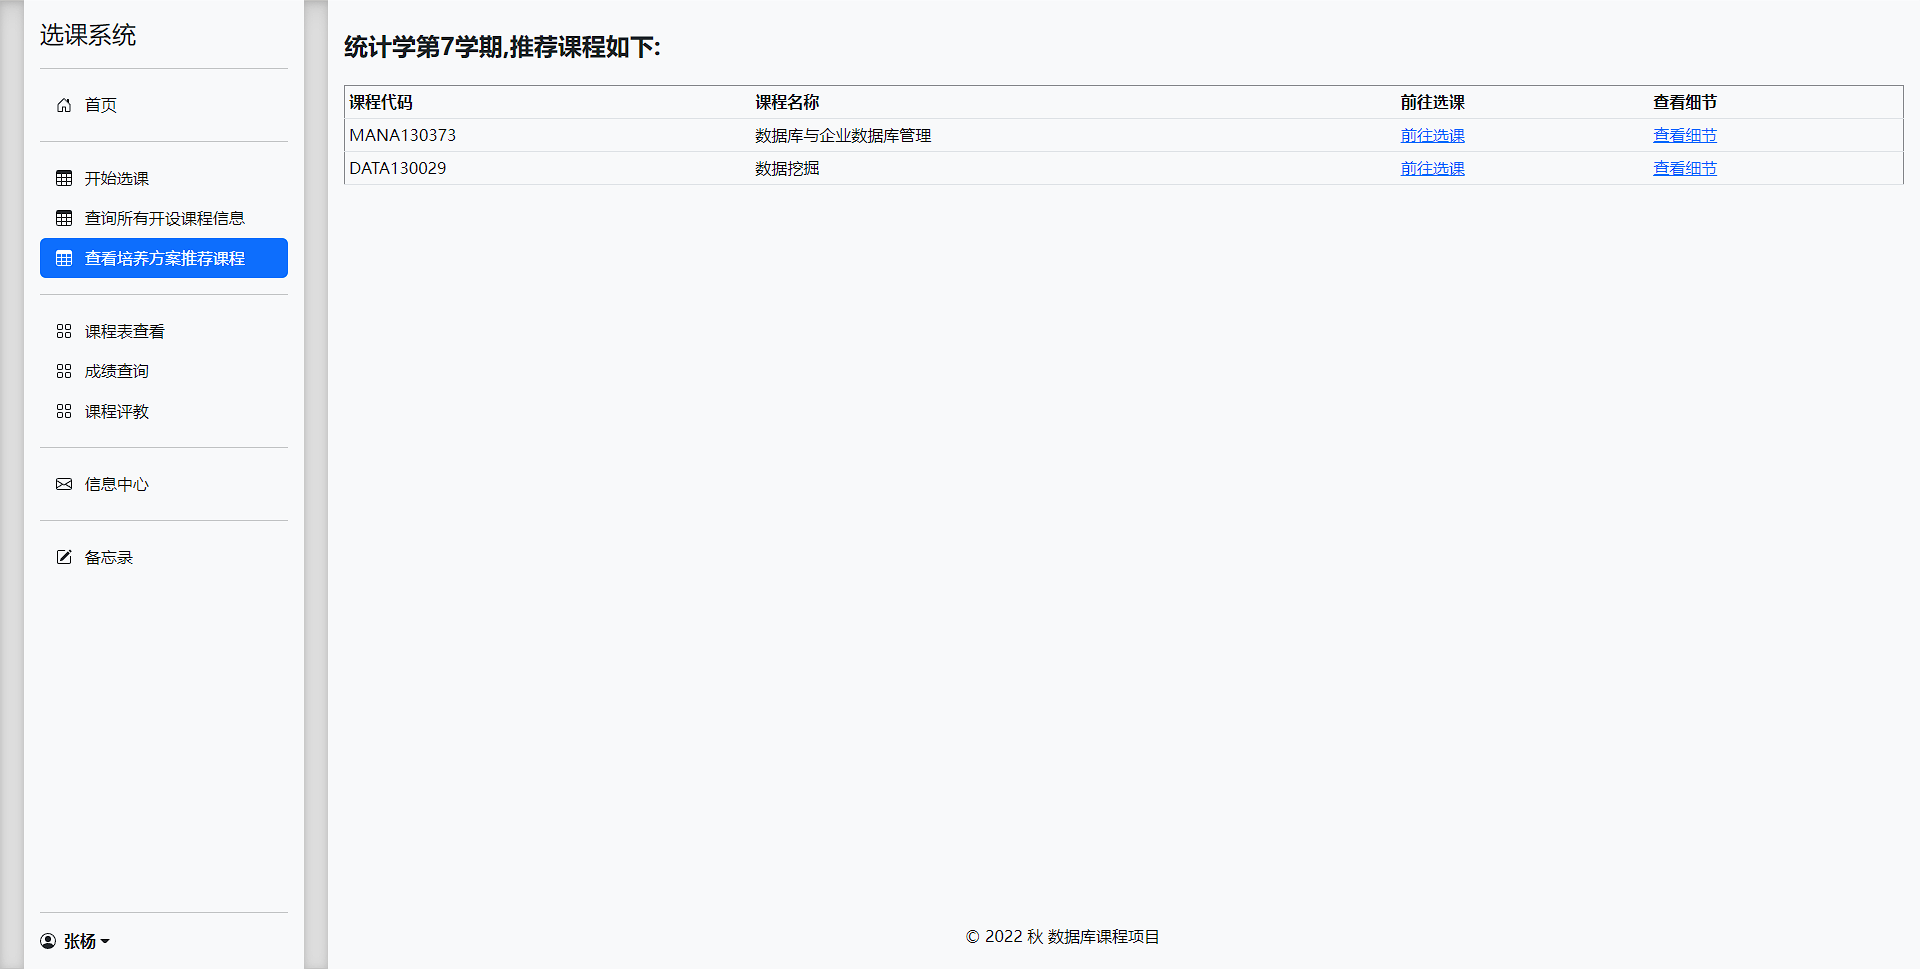 选课系统
首页
开始选课
查询所有开设课程信息
查看培养方案推荐课程
课程表查看
成绩查询
课程评教
信息中心
备忘录
张杨
统计学第7学期,推荐课程如下:
课程代码 课程名称 前往选课 查看细节
MANA130373 数据库与企业数据库管理 前往选课 查看细节
DATA130029 数据挖掘 前往选课 查看细节
© 2022 秋 数据库课程项目